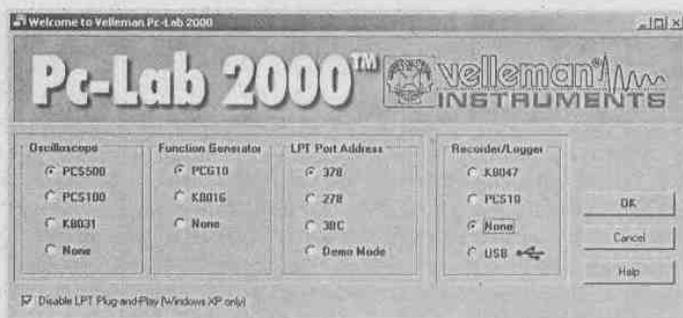 Welcome to Velleman Pc-Lab 2000
Pc-Lab 2000™
velleman®
INSTRUMENTS
Oscilloscope
PCS500
PCS100
K8031
None
Function Generator
PCG10
K8016
None
LPT Port Address
378
278
3BC
Demo Mode
Recorder/Logger
K8047
PCS10
None
USB
OK
Cancel
Help
Disable LPT Plug-and-Play (Windows XP only)